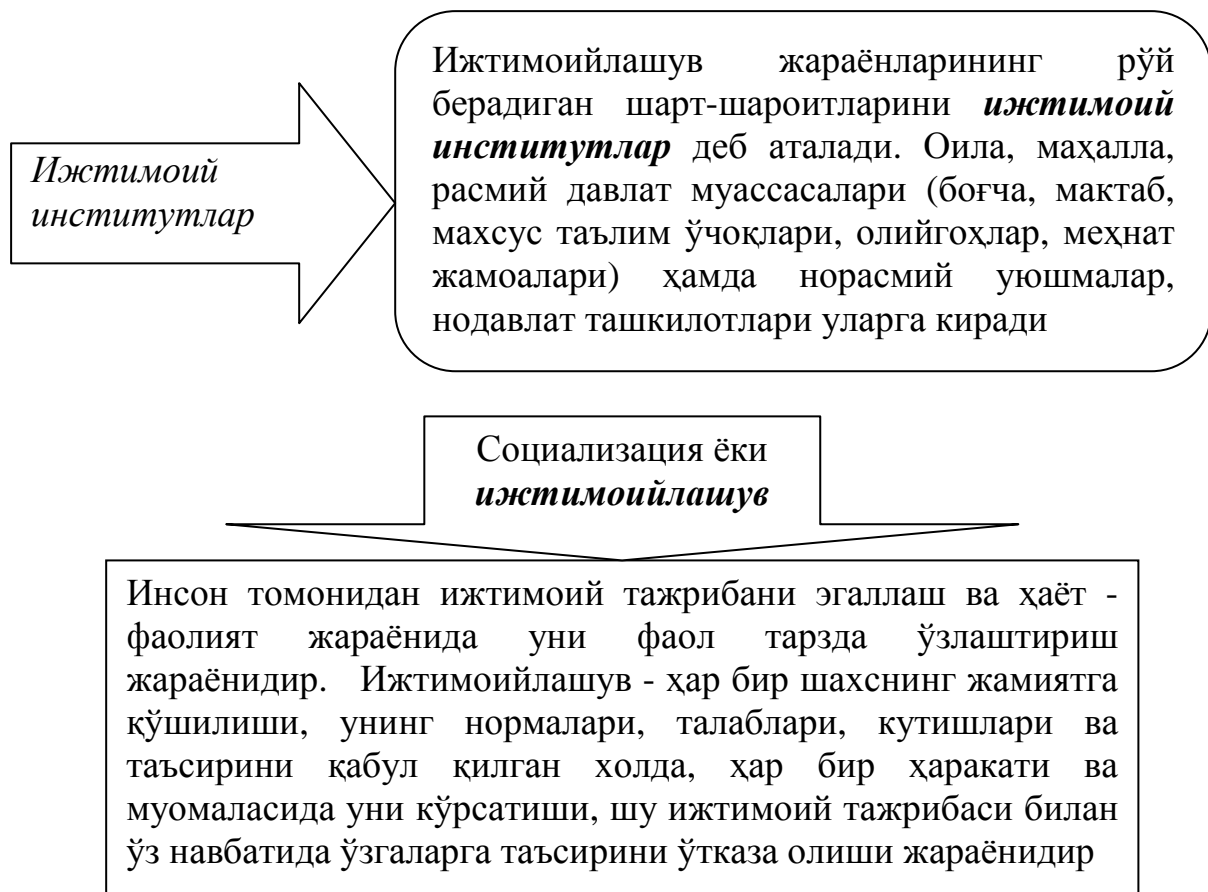 Ижтимоий
институтлар
Ижтимоийлашув жараёнларининг рўй
берадиган шарт-шароитларини ижтимоий
институтлар деб аталади. Оила, маҳалла,
расмий давлат муассасалари (боғча, мактаб,
махсус таълим ўчоқлари, олийгоҳлар, меҳнат
жамоалари) ҳамда норасмий уюшмалар,
нодавлат ташкилотлари уларга киради
Социализация ёки
ижтимоийлашув
Инсон томонидан ижтимоий тажрибани эгаллаш ва ҳаёт -
фаолият жараёнида уни фаол тарзда ўзлаштириш
жараёнидир. Ижтимоийлашув - ҳар бир шахснинг жамиятга
қўшилиши, унинг нормалари, талаблари, кутишлари ва
таъсирини қабул қилган холда, ҳар бир ҳаракати ва
муомаласида уни кўрсатиши, шу ижтимоий тажрибаси билан
ўз навбатида ўзгаларга таъсирини ўтказа олиши жараёнидир